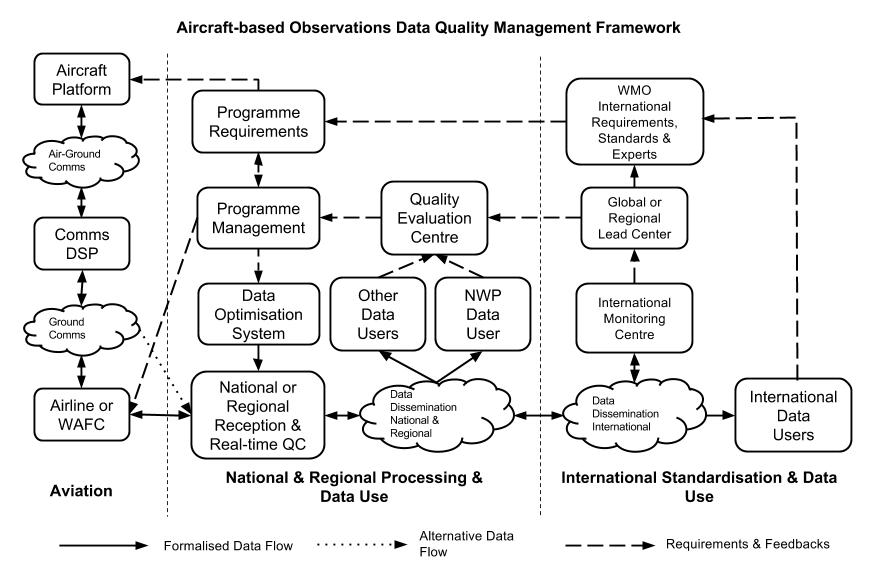 Aircraft-based Observations Data Quality Management Framework
Aircraft
Platform
Air-Ground
Comms
Comms
DSP
Ground
Comms
Airline or
WAFC
Aviation
Programme
Requirements
Programme
Management
Data
Optimisation
System
National or
Regional
Reception &
Real-time QC
Quality
Evaluation
Centre
Other
Data
Users
NWP
Data
User
Data
Dissemination
National &
Regional
National & Regional Processing &
Data Use
WMO
International
Requirements,
Standards &
Experts
Global or
Regional
Lead Center
International
Monitoring
Centre
Data
Dissemination
International
International
Data
Users
International Standardisation & Data
Use
Formalised Data Flow
Alternative Data
Flow
Requirements & Feedbacks